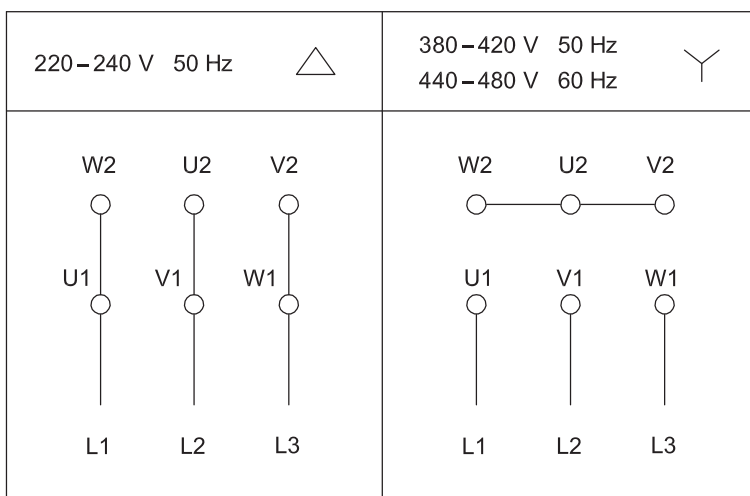 220–240 V 50 Hz
380–420 V 50 Hz
440–480 V 60 Hz
W2 U2 V2
U1 V1 W1
L1 L2 L3
W2 U2 V2
U1 V1 W1
L1 L2 L3